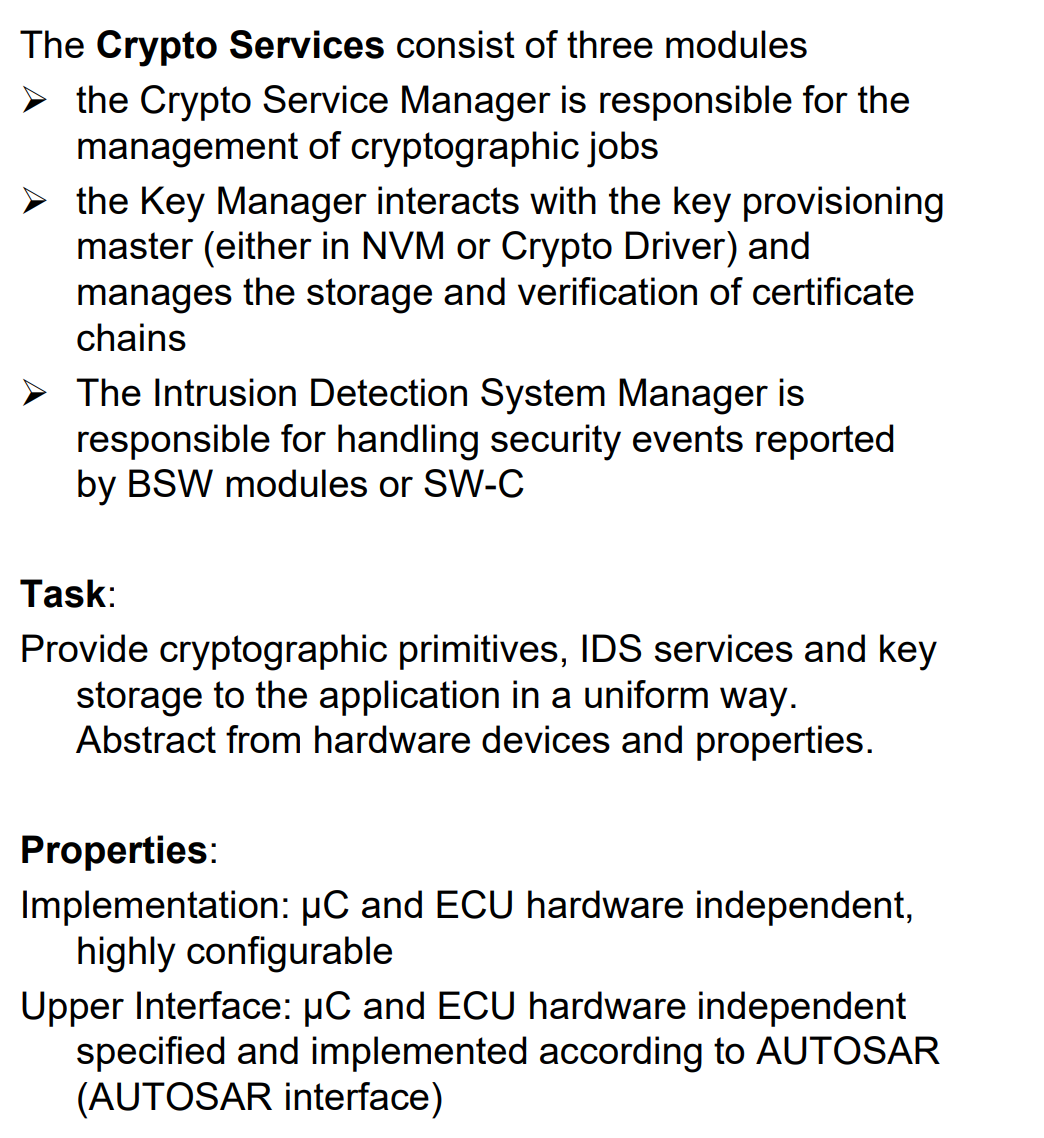 The Crypto Services consist of three modules
➢ the Crypto Service Manager is responsible for the
management of cryptographic jobs
➢ the Key Manager interacts with the key provisioning
master (either in NVM or Crypto Driver) and
manages the storage and verification of certificate
chains
➢ The Intrusion Detection System Manager is
responsible for handling security events reported
by BSW modules or SW-C
Task:
Provide cryptographic primitives, IDS services and key
storage to the application in a uniform way.
Abstract from hardware devices and properties.
Properties:
Implementation: µC and ECU hardware independent,
highly configurable
Upper Interface: µC and ECU hardware independent
specified and implemented according to AUTOSAR
(AUTOSAR interface)